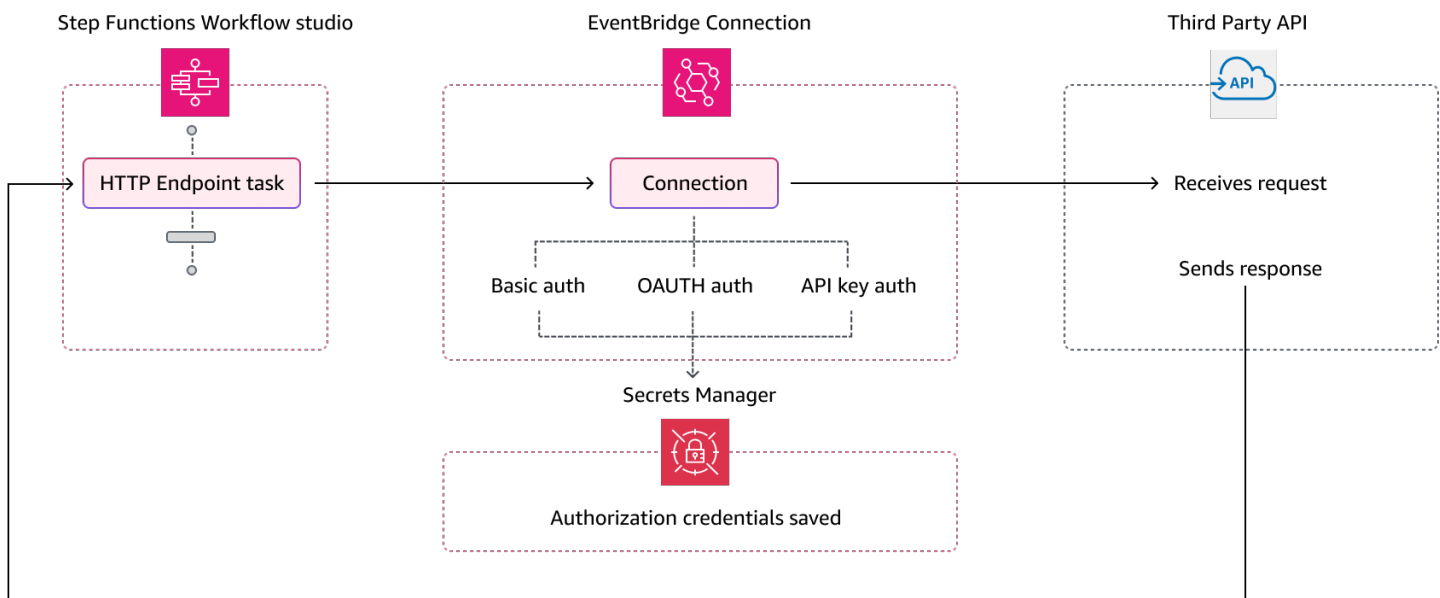 Step Functions Workflow studio
EventBridge Connection
Third Party API
API
HTTP Endpoint task
Connection
Receives request
Sends response
Basic auth
OAUTH auth
API key auth
Secrets Manager
Authorization credentials saved